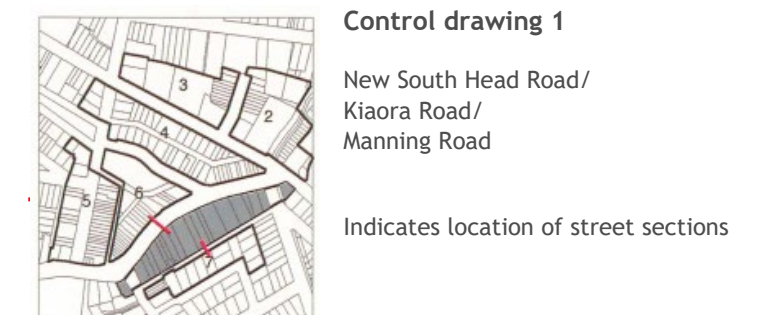 Control drawing 1
New South Head Road/
Kiaora Road/
Manning Road
Indicates location of street sections
3
2
4
6
5
7